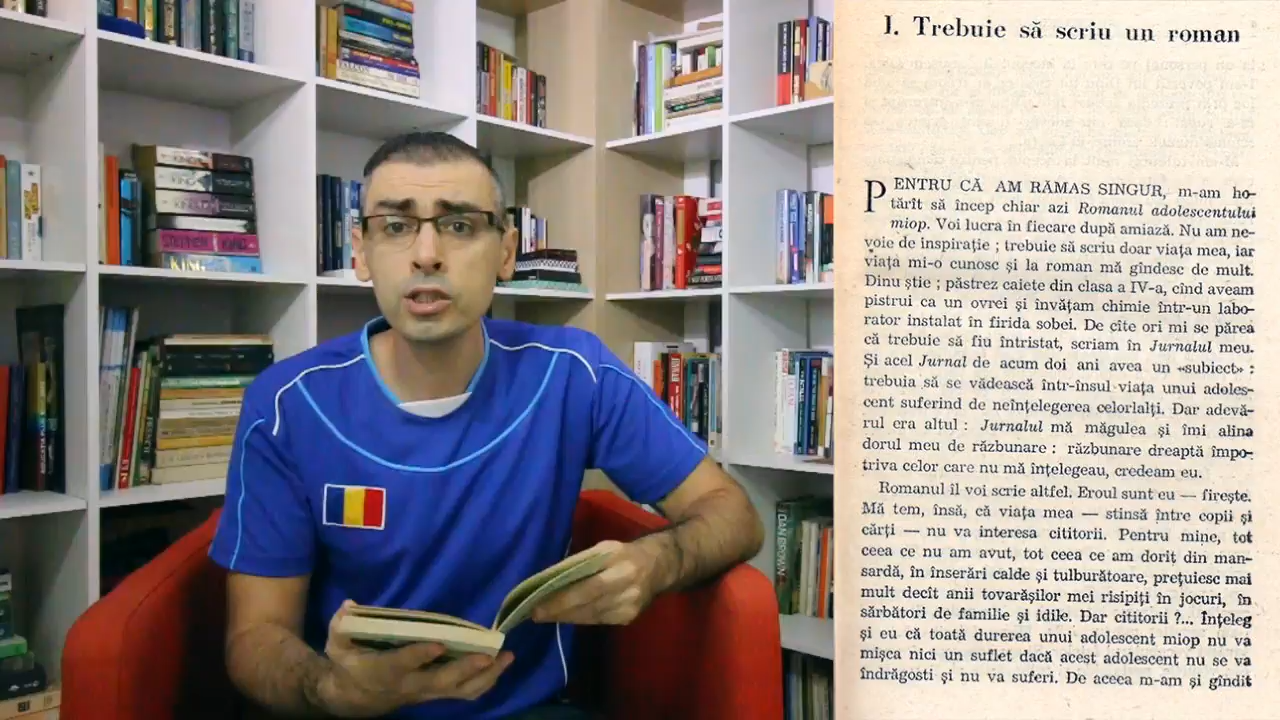 KING
KING
KING
STEPHEN KING
KING
DAN BROWN
I. Trebuie să scriu un roman
PENTRU CĂ AM RĂMAS SINGUR, m-am ho-
tărît să încep chiar azi Romanul adolescentului
miop. Voi lucra în fiecare după amiază. Nu am ne-
voie de inspirație ; trebuie să scriu doar viața mea, iar
viața mi-o cunosc și la roman mă gîndesc de mult.
Dinu știe ; păstrez caiete din clasa a IV-a, cînd aveam
pistrui ca un ovrei și învățam chimie într-un labo-
rator instalat în firida sobei. De cîte ori mi se părea
că trebuie să fiu întristat, scriam în Jurnalul meu.
Și acel Jurnal de acum doi ani avea un «subiect» :
trebuia să se vădească într-însul viața unui adoles-
cent suferind de neînțelegerea celorlalți. Dar adevă-
rul era altul : Jurnalul mă măgulea și îmi alina
dorul meu de răzbunare : răzbunare dreaptă împo-
triva celor care nu mă înțelegeau, credeam eu.
Romanul îl voi scrie altfel. Eroul sunt eu — firește.
Mă tem, însă, că viața mea — stinsă între copii și
cărți — nu va interesa cititorii. Pentru mine, tot
ceea ce nu am avut, tot ceea ce am dorit din man-
sardă, în înserări calde și tulburătoare, prețuiesc mai
mult decît anii tovarășilor mei risipiți în jocuri, în
sărbători de familie și idile. Dar cititorii ?... Înțeleg
și eu că toată durerea unui adolescent miop nu va
mișca nici un suflet dacă acest adolescent nu se va
îndrăgosti și nu va suferi. De aceea m-am și gîndit